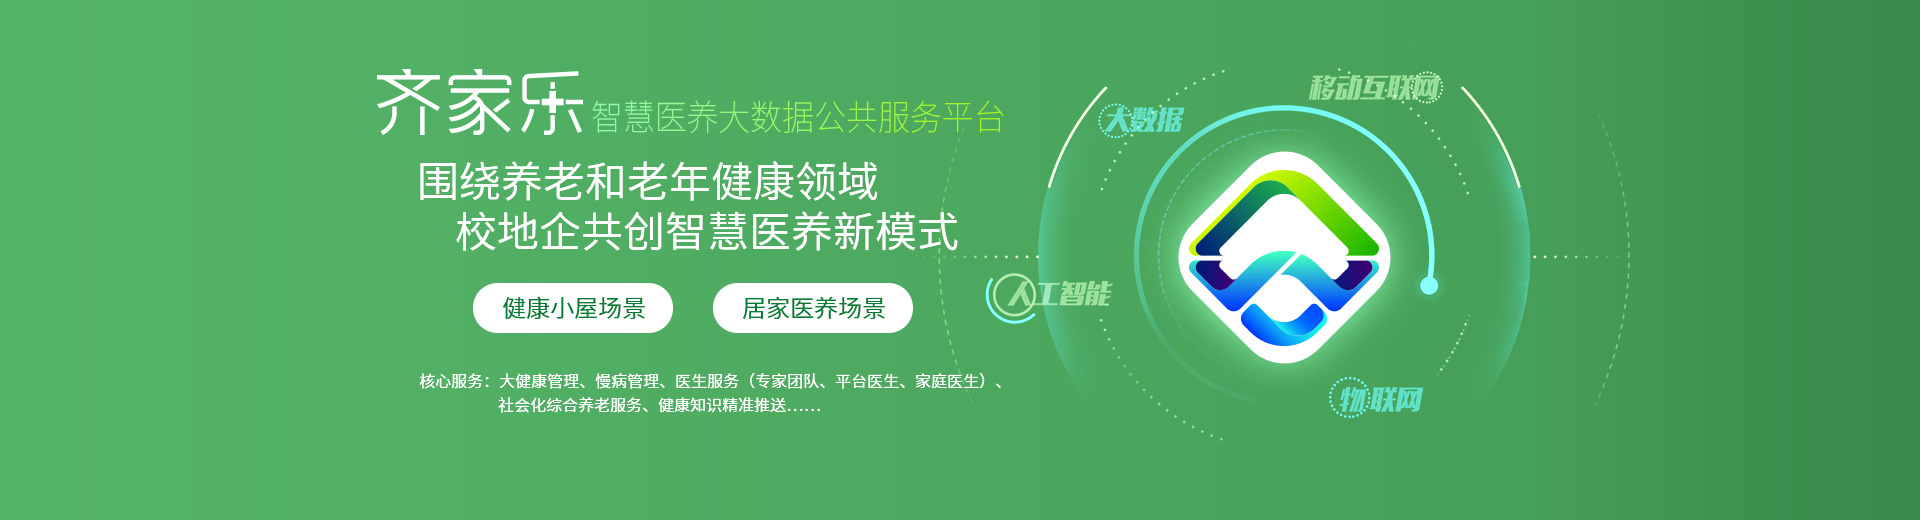 齐家乐 智慧医养大数据公共服务平台
围绕养老和老年健康领域
校地企共创智慧医养新模式
健康小屋场景 居家医养场景
核心服务：大健康管理、慢病管理、医生服务（专家团队、平台医生、家庭医生）、
社会化综合养老服务、健康知识精准推送……
移动互联网
大数据
人工智能
物联网